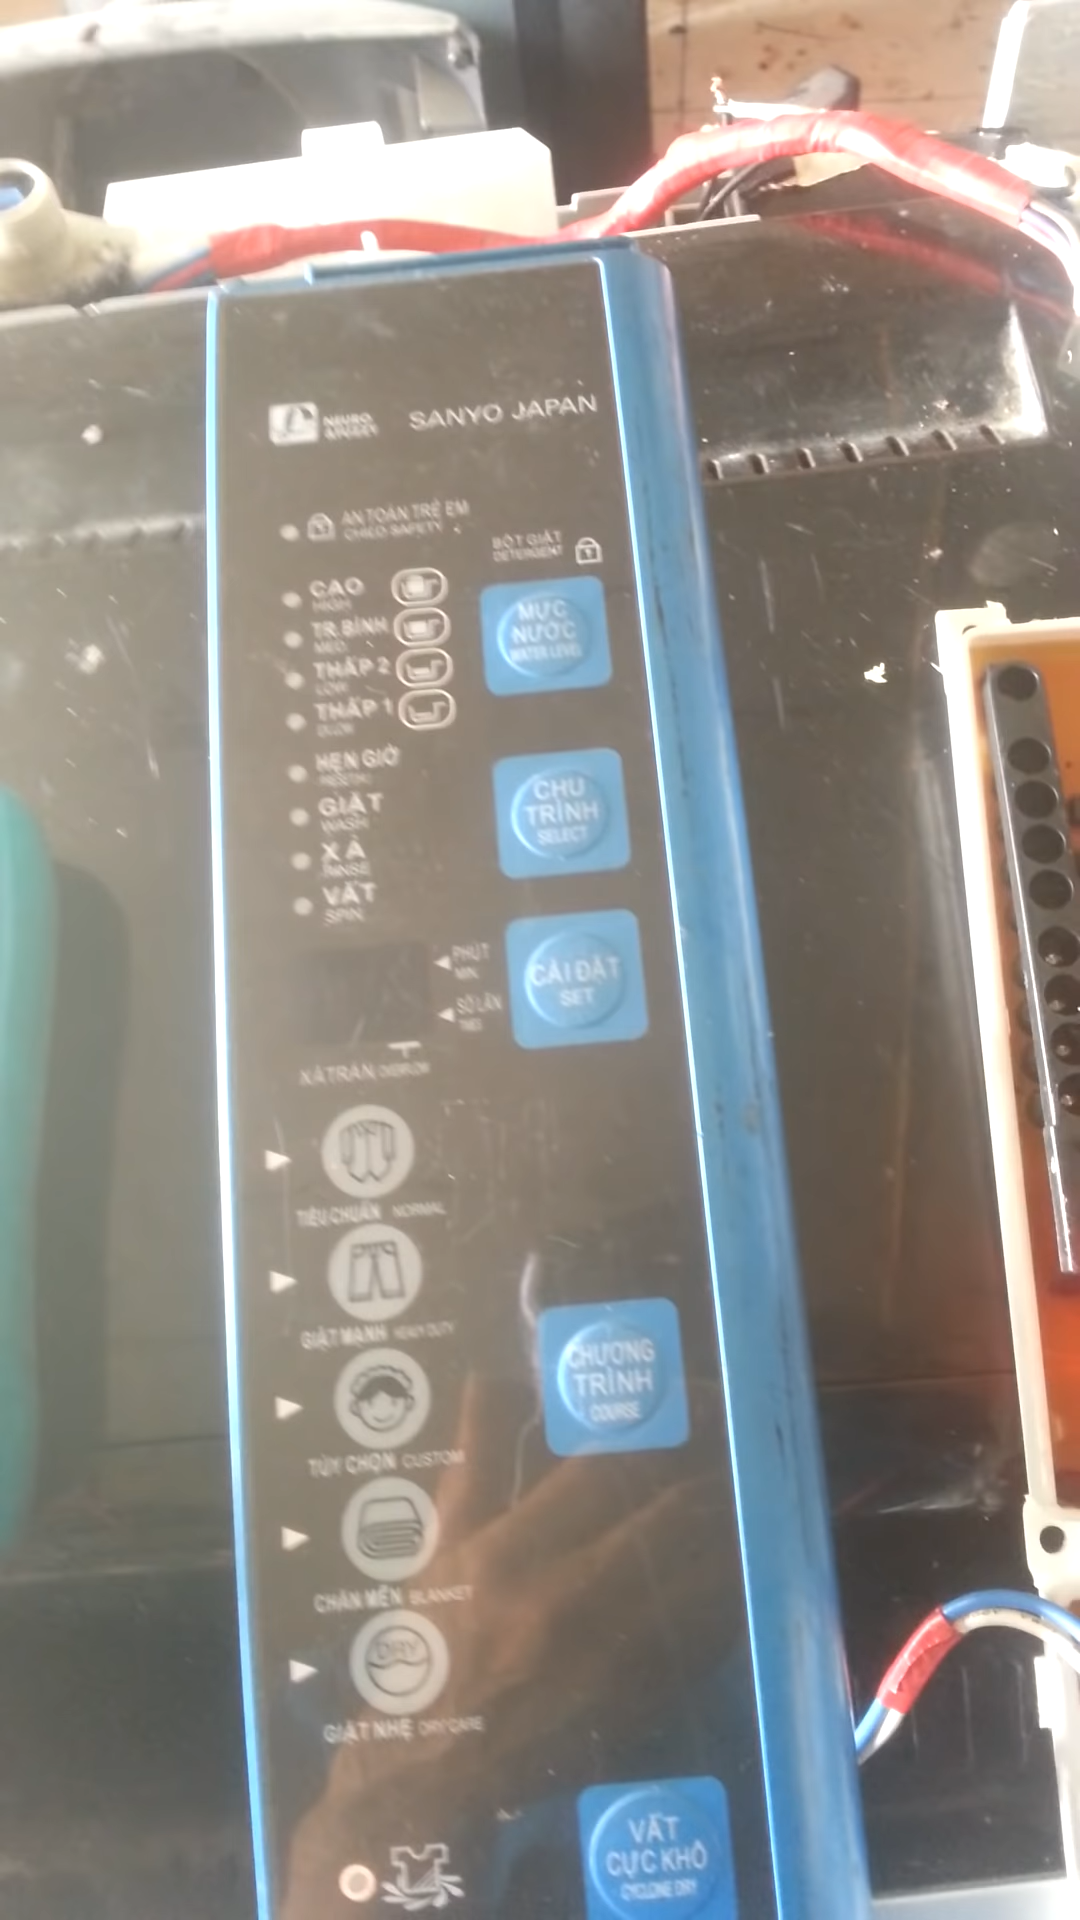 SANYO JAPAN
AN TOÀN TRẺ EM
CHILD SAFETY
BỘT GIẶT
DETERGENT
CAO
HIGH
TR.BÌNH
MED
THẤP 2
LOW
THẤP 1
MỰC
NƯỚC
WATER LEVEL
HẸN GIỜ
GIẶT
WASH
XẢ
RINSE
VẮT
SPIN
CHU
TRÌNH
SELECT
PHÚT
MIN
SỐ LẦN
CÀI ĐẶT
SET
XẢ TRÀN
TIÊU CHUẨN NORMAL
GIẶT MẠNH HEAVY DUTY
CHƯƠNG
TRÌNH
COURSE
TÙY CHỌN CUSTOM
CHĂN MỀN BLANKET
DRY
GIẶT NHẸ DRY CARE
VẮT
CỰC KHÔ
CYCLONE DRY